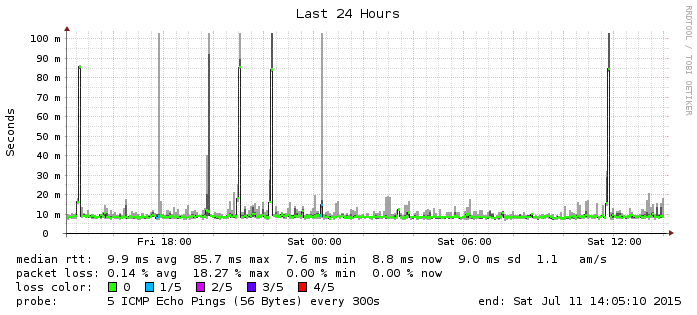 Last 24 Hours
RRDTOOL / TOBI OETIKER
Seconds
100 m
90 m
80 m
70 m
60 m
50 m
40 m
30 m
20 m
10 m
0
Fri 18:00 Sat 00:00 Sat 06:00 Sat 12:00
median rtt: 9.9 ms avg 85.7 ms max 7.6 ms min 8.8 ms now 9.0 ms sd 1.1 am/s
packet loss: 0.14 % avg 18.27 % max 0.00 % min 0.00 % now
loss color: 0 1/5 2/5 3/5 4/5
probe: 5 ICMP Echo Pings (56 Bytes) every 300s end: Sat Jul 11 14:05:10 2015